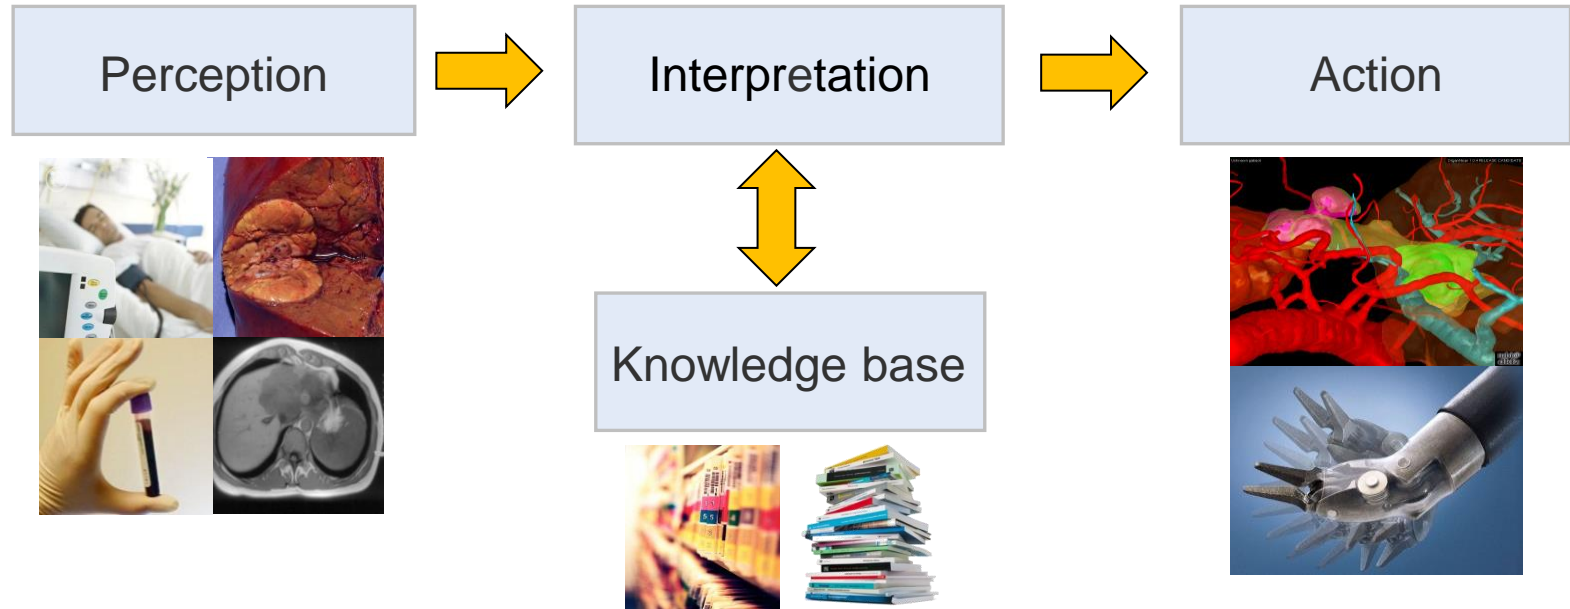 Perception
Interpretation
Action
Knowledge base